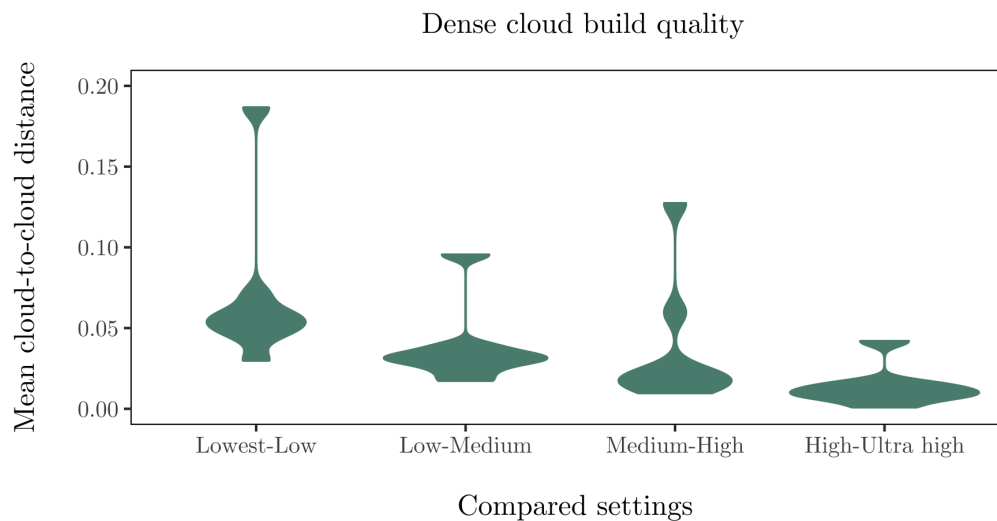 Dense cloud build quality
Mean cloud-to-cloud distance
0.20
0.15
0.10
0.05
0.00
Lowest-Low Low-Medium Medium-High High-Ultra high
Compared settings